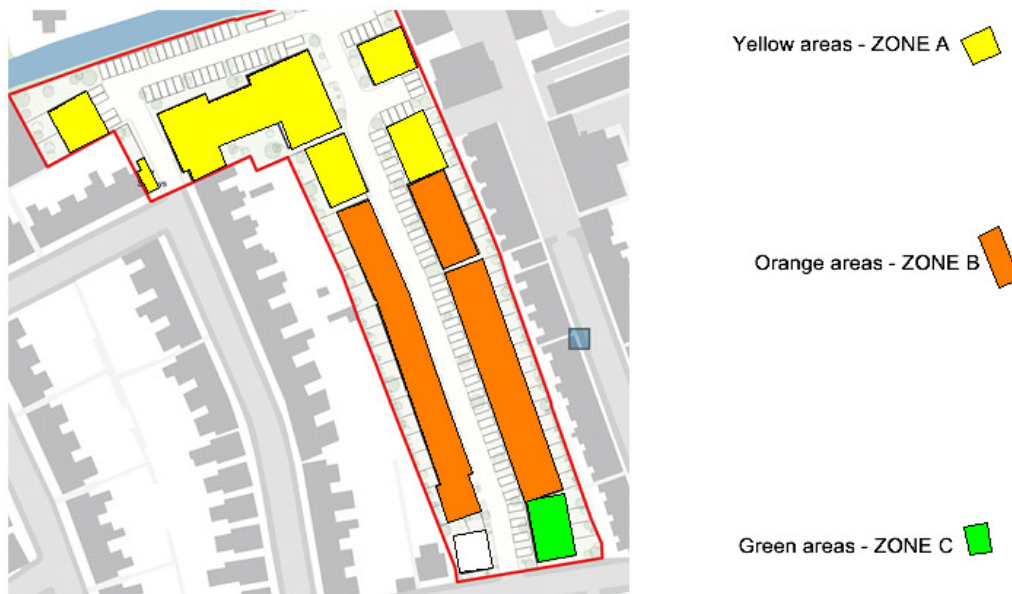 Yellow areas - ZONE A
Orange areas - ZONE B
Green areas - ZONE C